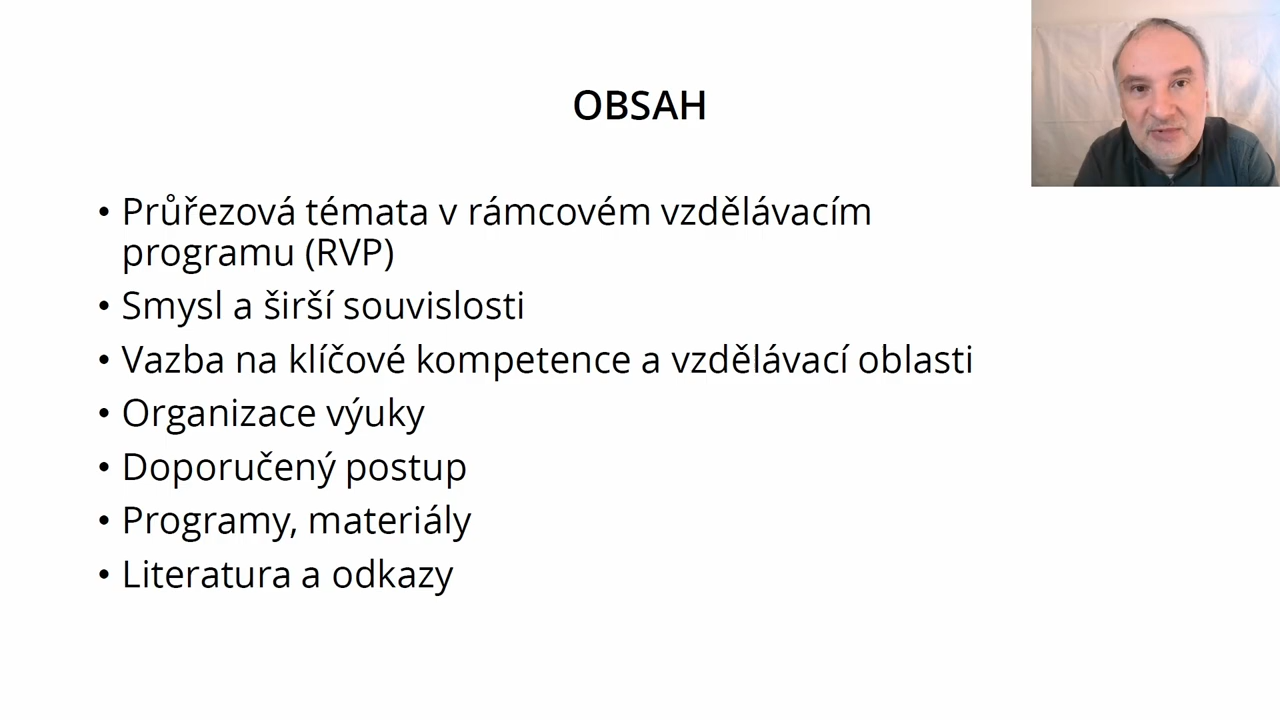 OBSAH
• Průřezová témata v rámcovém vzdělávacím
programu (RVP)
• Smysl a širší souvislosti
• Vazba na klíčové kompetence a vzdělávací oblasti
• Organizace výuky
• Doporučený postup
• Programy, materiály
• Literatura a odkazy